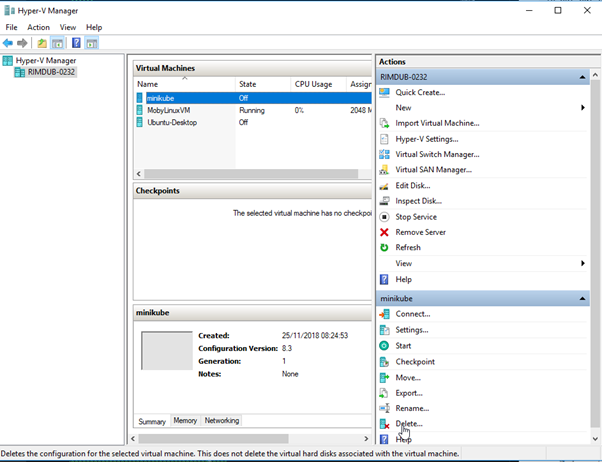 Hyper-V Manager
File Action View Help
Hyper-V Manager
RIMDUB-0232
Virtual Machines
Name State CPU Usage Assign
minikube Off
MobyLinuxVM Running 0% 2048 M
Ubuntu-Desktop Off
Checkpoints
The selected virtual machine has no checkpoi
minikube
Created: 25/11/2018 08:24:53
Configuration Version: 8.3
Generation: 1
Notes: None
Summary Memory Networking
Actions
RIMDUB-0232
Quick Create...
New
Import Virtual Machine...
Hyper-V Settings...
Virtual Switch Manager...
Virtual SAN Manager...
Edit Disk...
Inspect Disk...
Stop Service
Remove Server
Refresh
View
Help
minikube
Connect...
Settings...
Start
Checkpoint
Move...
Export...
Rename...
Delete...
Help
Deletes the configuration for the selected virtual machine. This does not delete the virtual hard disks associated with the virtual machine.